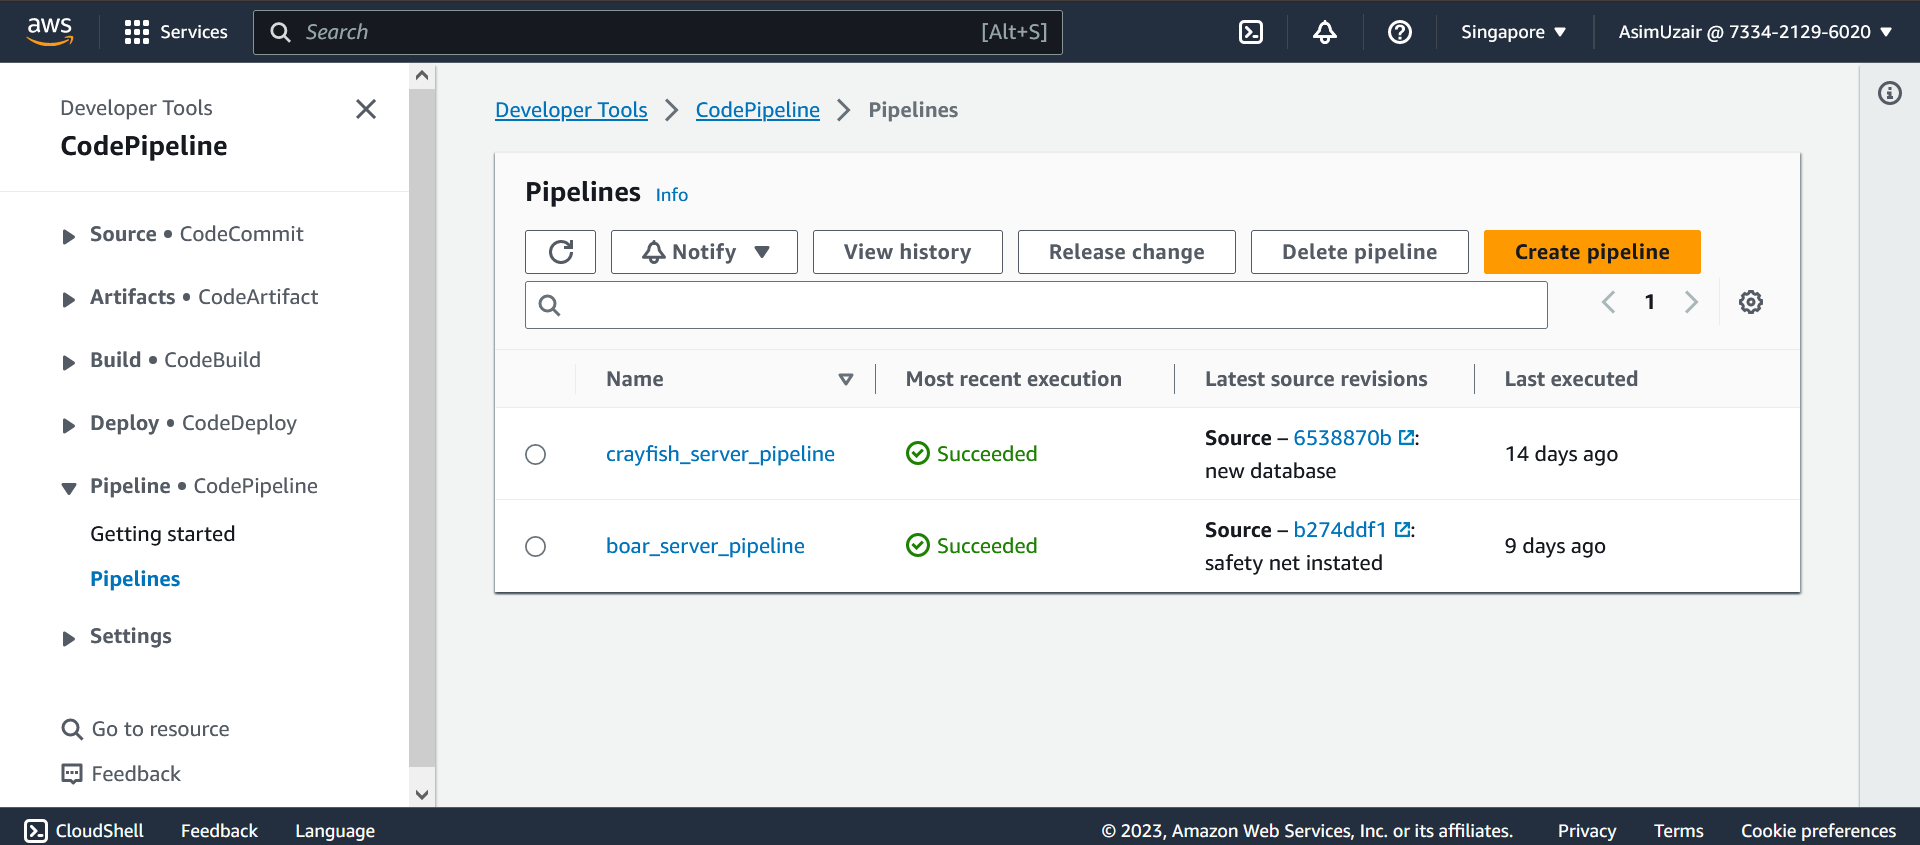 aws
Services
Search
[Alt+S]
Singapore
AsimUzair @ 7334-2129-6020
Developer Tools
CodePipeline
Source • CodeCommit
Artifacts • CodeArtifact
Build • CodeBuild
Deploy • CodeDeploy
Pipeline • CodePipeline
Getting started
Pipelines
Settings
Go to resource
Feedback
Developer Tools
CodePipeline
Pipelines
Pipelines Info
Notify
View history
Release change
Delete pipeline
Create pipeline
1
Name
Most recent execution
Latest source revisions
Last executed
crayfish_server_pipeline
Succeeded
Source – 6538870b :
new database
14 days ago
boar_server_pipeline
Succeeded
Source – b274ddf1 :
safety net instated
9 days ago
CloudShell
Feedback
Language
© 2023, Amazon Web Services, Inc. or its affiliates.
Privacy
Terms
Cookie preferences